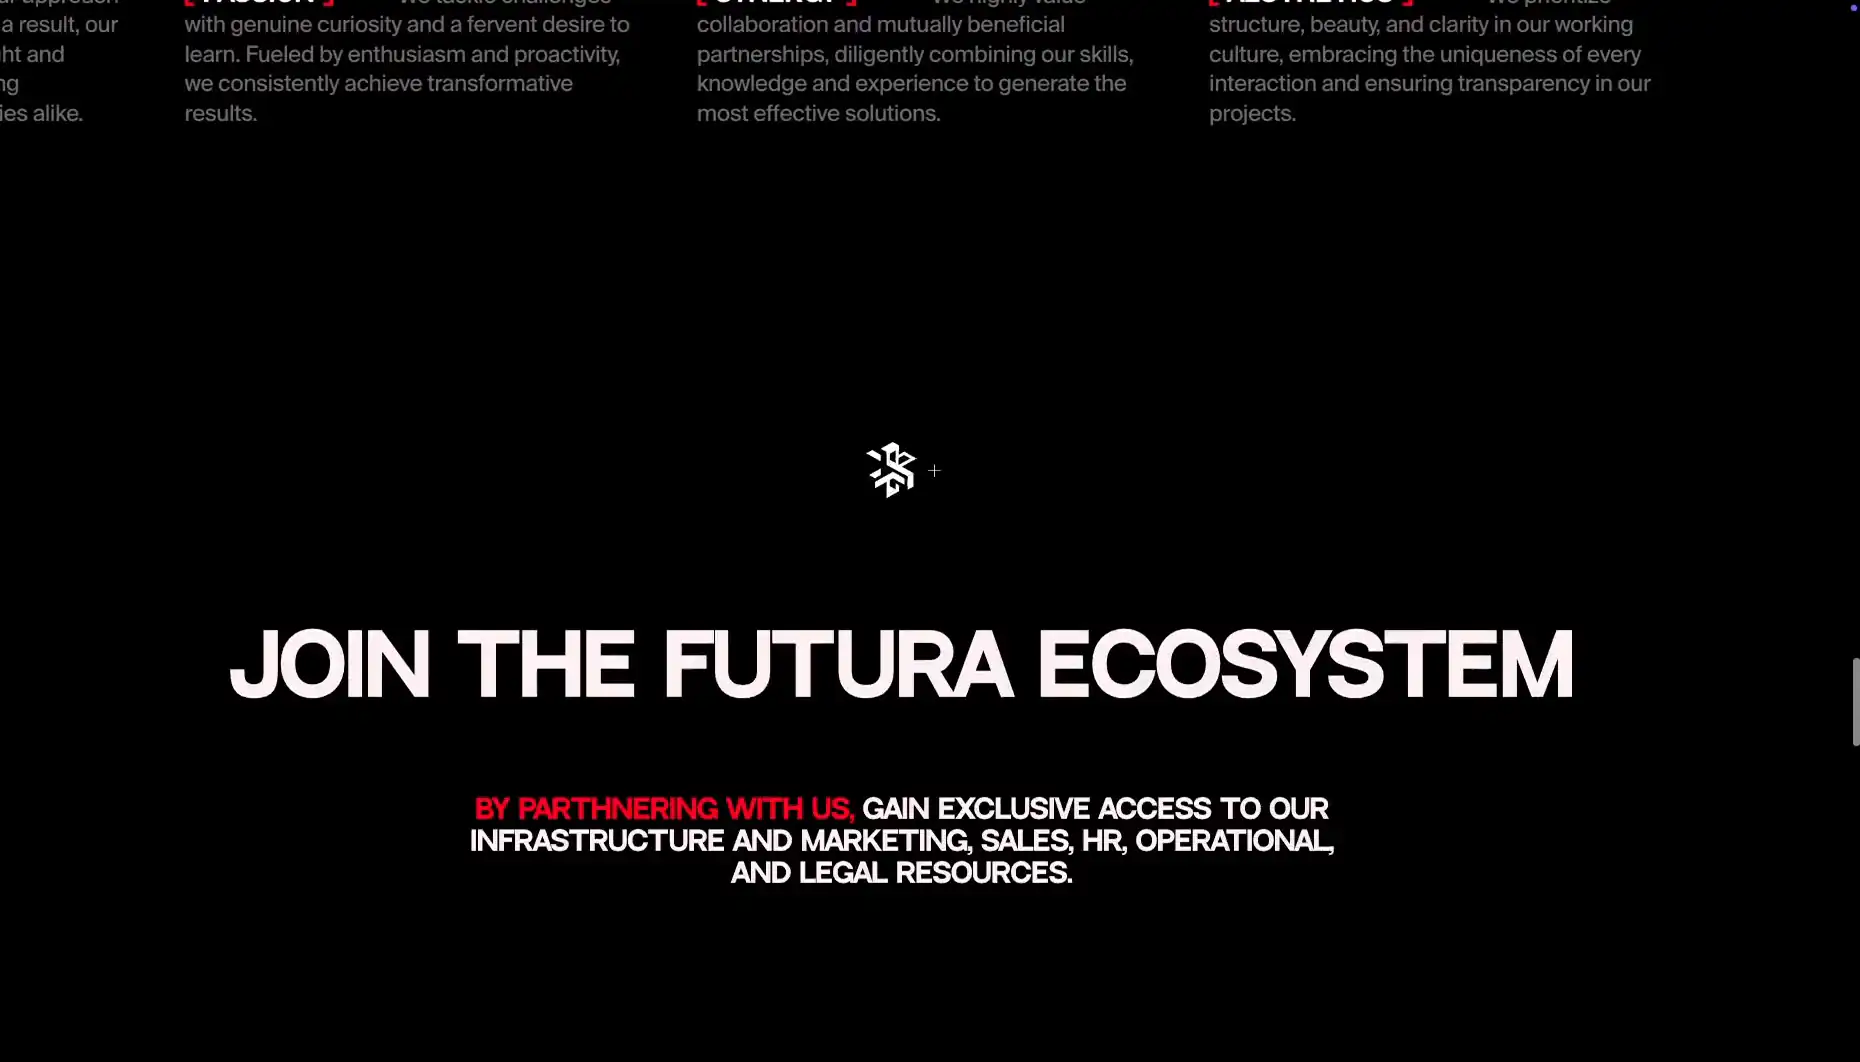 ar approach
a result, our
ht and
ng
ies alike.
[ PASSION ] We tackle challenges
with genuine curiosity and a fervent desire to
learn. Fueled by enthusiasm and proactivity,
we consistently achieve transformative
results.
[ SYNERGY ] We highly value
collaboration and mutually beneficial
partnerships, diligently combining our skills,
knowledge and experience to generate the
most effective solutions.
[ AESTHETICS ] We prioritize
structure, beauty, and clarity in our working
culture, embracing the uniqueness of every
interaction and ensuring transparency in our
projects.
+
JOIN THE FUTURA ECOSYSTEM
BY PARTHNERING WITH US, GAIN EXCLUSIVE ACCESS TO OUR
INFRASTRUCTURE AND MARKETING, SALES, HR, OPERATIONAL,
AND LEGAL RESOURCES.